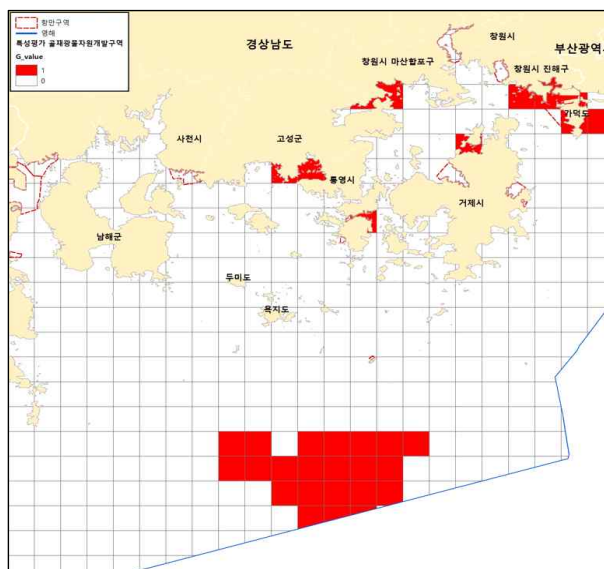 항만구역
영해
특성평가 골재광물자원개발구역
G_value
1
0
경상남도
창원시
부산광역시
창원시 마산합포구
창원시 진해구
가덕도
사천시
고성군
통영시
거제시
남해군
두미도
욕지도